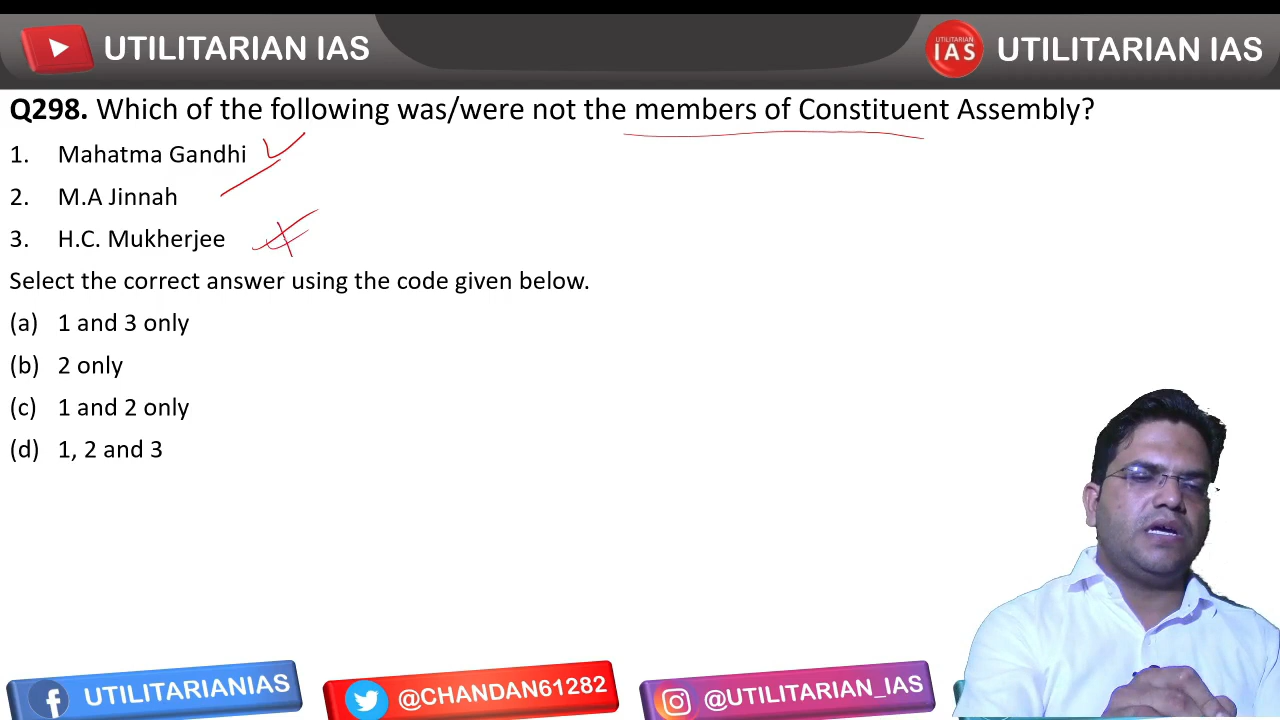 UTILITARIAN IAS
UTILITARIAN IAS UTILITARIAN IAS
Q298. Which of the following was/were not the members of Constituent Assembly?
1. Mahatma Gandhi
2. M.A Jinnah
3. H.C. Mukherjee
Select the correct answer using the code given below.
(a) 1 and 3 only
(b) 2 only
(c) 1 and 2 only
(d) 1, 2 and 3
UTILITARIANIAS
@CHANDAN61282
@UTILITARIAN_IAS